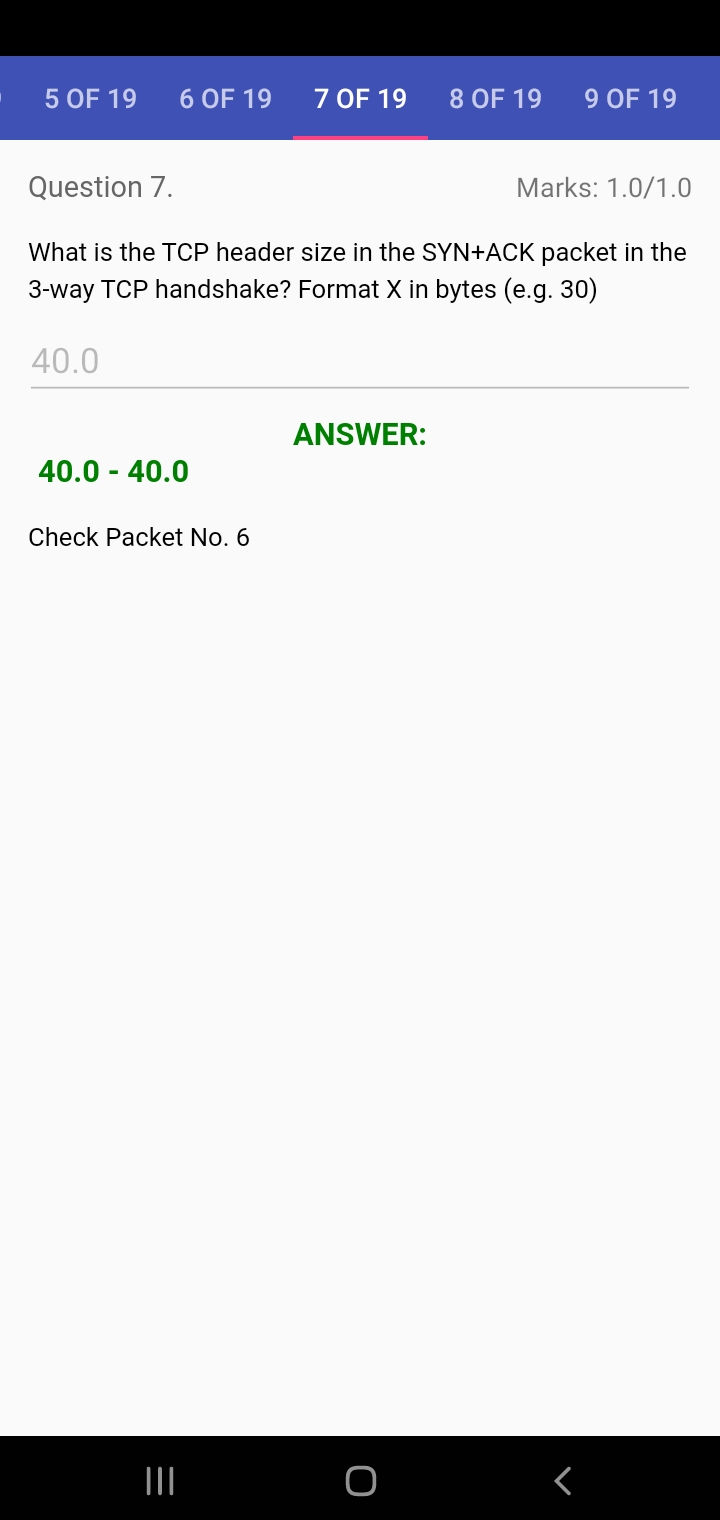 5 OF 19 6 OF 19 7 OF 19 8 OF 19 9 OF 19
Question 7. Marks: 1.0/1.0
What is the TCP header size in the SYN+ACK packet in the
3-way TCP handshake? Format X in bytes (e.g. 30)
40.0
ANSWER:
40.0 - 40.0
Check Packet No. 6